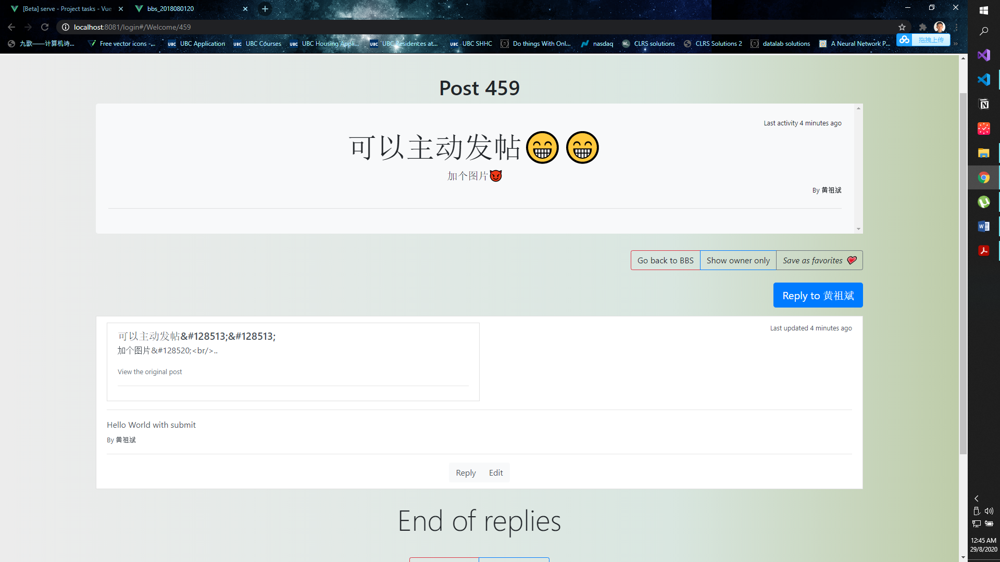 [Beta] serve - Project tasks - Vue
bbs_2018080120
localhost:8081/login#/Welcome/459
九歌——计算机诗...
Free vector icons -...
UBC Application
UBC Courses
UBC Housing Appli...
UBC Residences at...
UBC SHHC
Do things With Onl...
nasdaq
CLRS solutions
CLRS Solutions 2
datalab solutions
A Neural Network P...
拖拽上传
Post 459
Last activity 4 minutes ago
可以主动发帖😁😁
加个图片😈
By 黄祖斌
Go back to BBS
Show owner only
Save as favorites 💘
Reply to 黄祖斌
Last updated 4 minutes ago
可以主动发帖&#128513;&#128513;
加个图片&#128520;<br/>..
View the original post
Hello World with submit
By 黄祖斌
Reply
Edit
End of replies
12:45 AM
29/8/2020